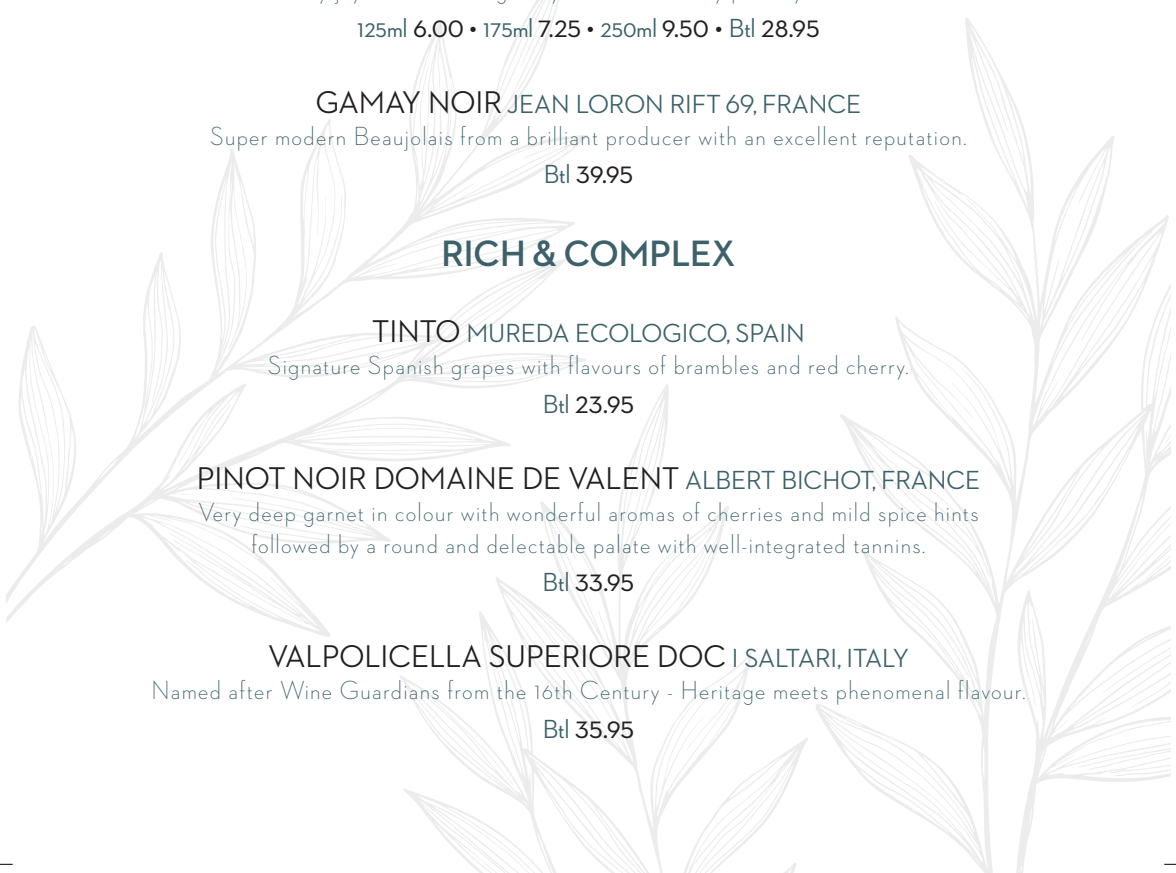 125ml 6.00 • 175ml 7.25 • 250ml 9.50 • Btl 28.95
GAMAY NOIR JEAN LORON RIFT 69, FRANCE
Super modern Beaujolais from a brilliant producer with an excellent reputation.
Btl 39.95
RICH & COMPLEX
TINTO MUREDA ECOLOGICO, SPAIN
Signature Spanish grapes with flavours of brambles and red cherry.
Btl 23.95
PINOT NOIR DOMAINE DE VALENT ALBERT BICHOT, FRANCE
Very deep garnet in colour with wonderful aromas of cherries and mild spice hints
followed by a round and delectable palate with well-integrated tannins.
Btl 33.95
VALPOLICELLA SUPERIORE DOC I SALTARI, ITALY
Named after Wine Guardians from the 16th Century - Heritage meets phenomenal flavour.
Btl 35.95